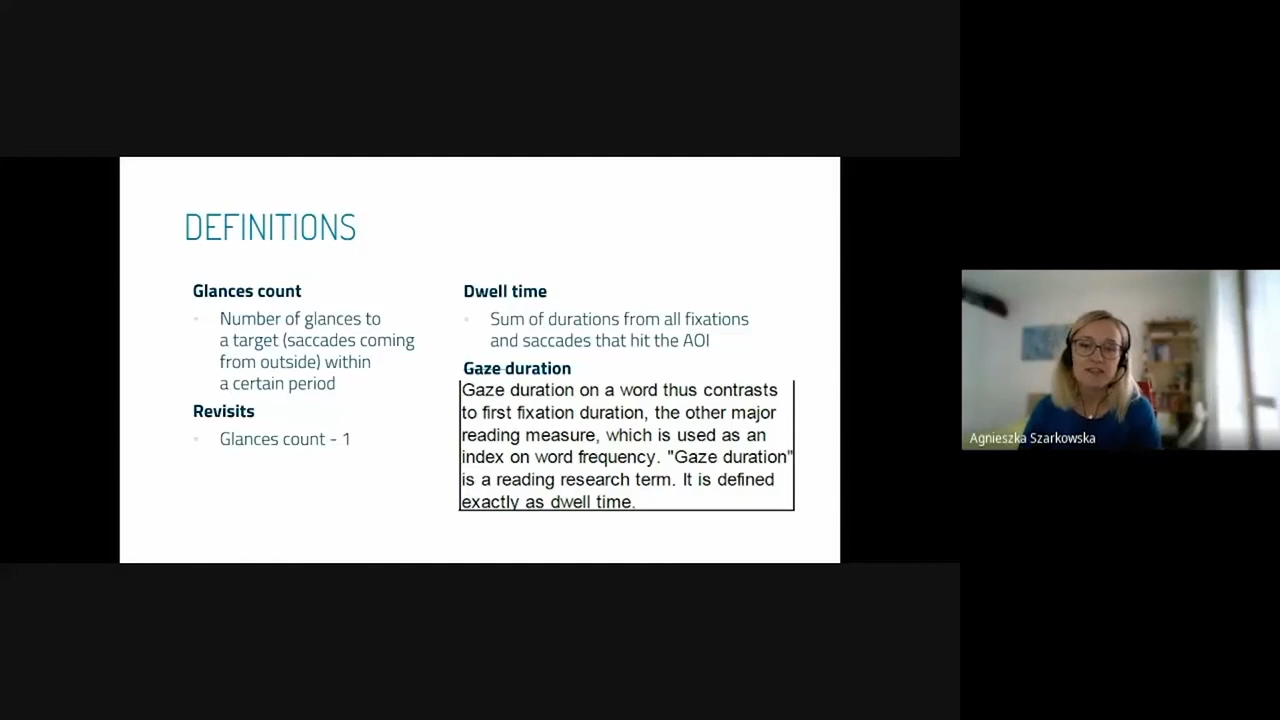 DEFINITIONS
Glances count
Number of glances to
a target (saccades coming
from outside) within
a certain period
Revisits
Glances count - 1
Dwell time
Sum of durations from all fixations
and saccades that hit the AOI
Gaze duration
Gaze duration on a word thus contrasts
to first fixation duration, the other major
reading measure, which is used as an
index on word frequency. "Gaze duration"
is a reading research term. It is defined
exactly as dwell time.
Agnieszka Szarkowska